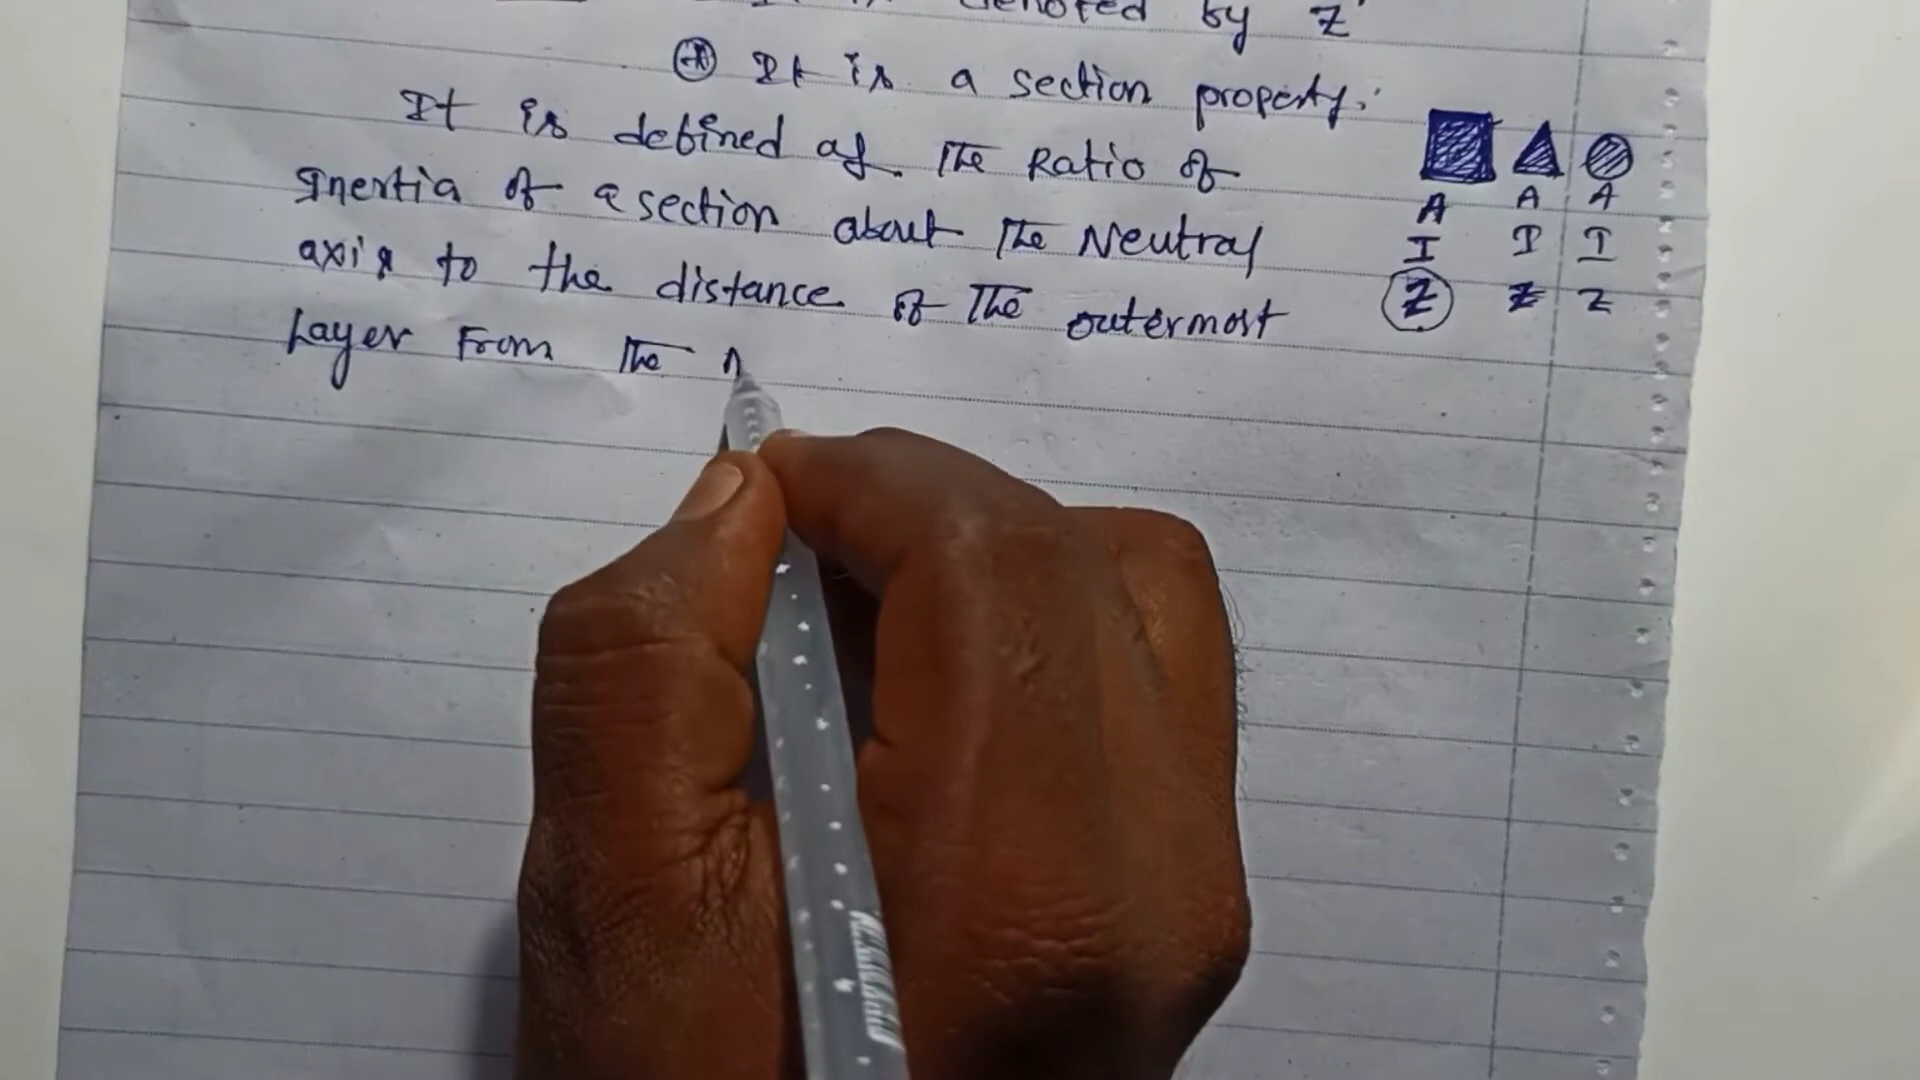 denoted by Z
It is a section property.
It is defined as The Ratio of
Inertia of a section about The Neutral
axis to the distance of The outermost
Layer From The
A A A
I I I
Z Z Z